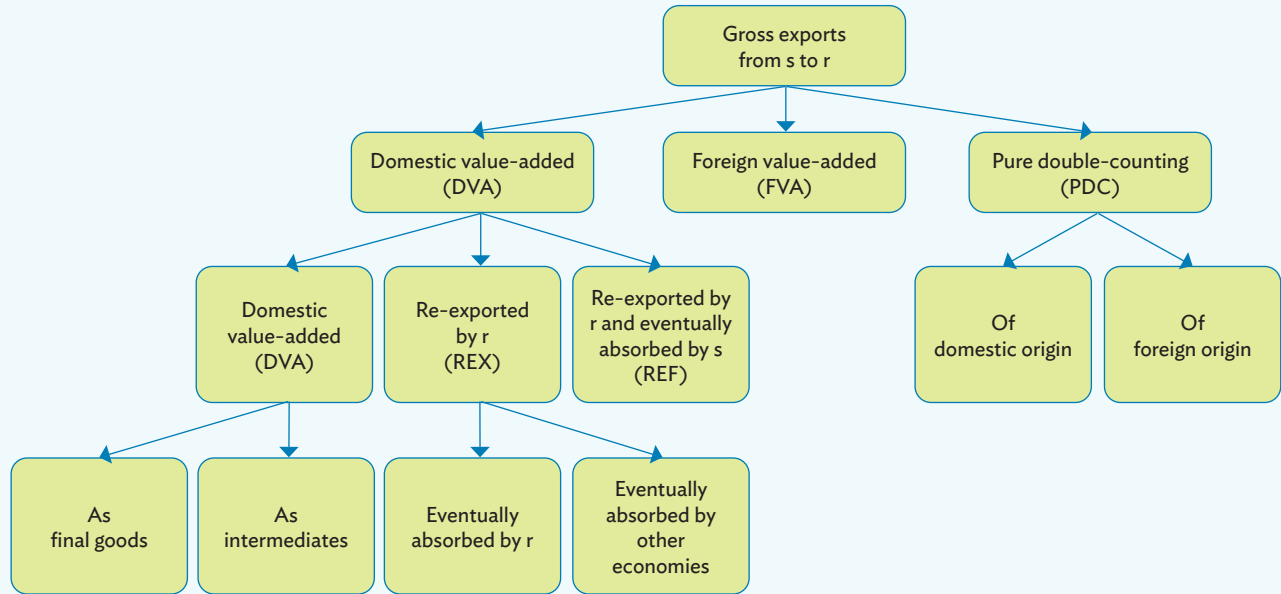 Gross exports
from s to r
Domestic value-added
(DVA)
Foreign value-added
(FVA)
Pure double-counting
(PDC)
Domestic
value-added
(DVA)
Re-exported
by r
(REX)
Re-exported by
r and eventually
absorbed by s
(REF)
Of
domestic origin
Of
foreign origin
As
final goods
As
intermediates
Eventually
absorbed by r
Eventually
absorbed by
other
economies